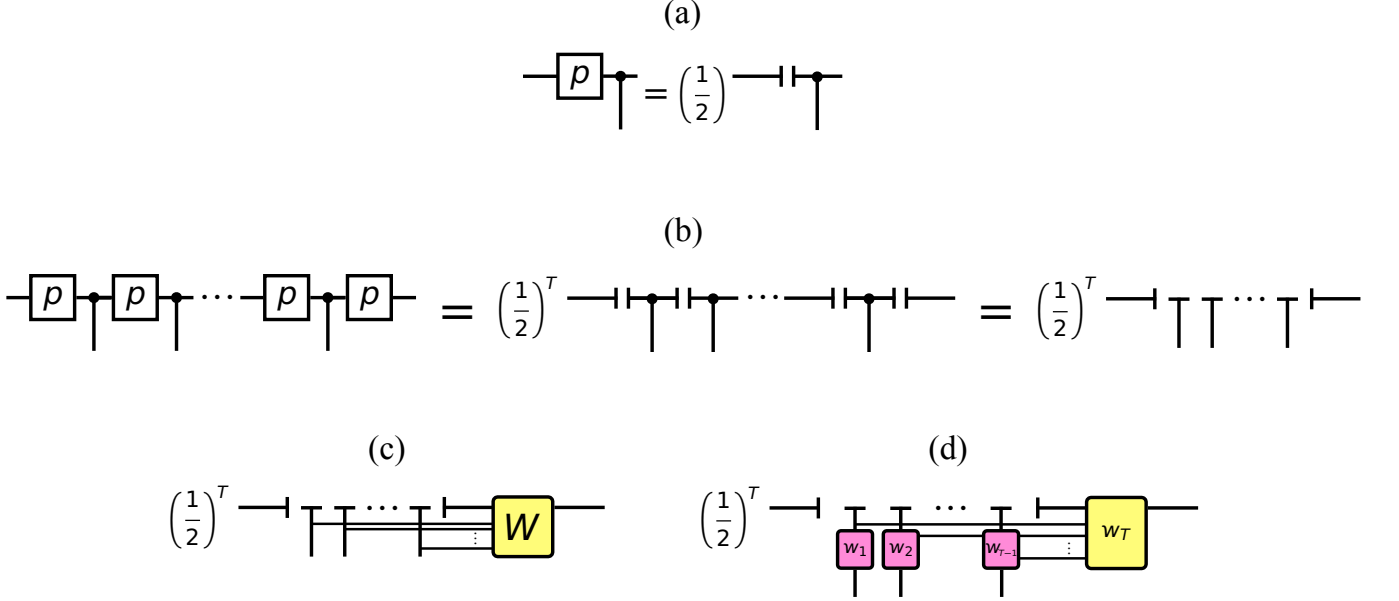 (a)
p = (1/2)
(b)
p p ··· p p = (1/2)^T ··· = (1/2)^T ···
(c)
(1/2)^T ··· ⋮ W
(d)
(1/2)^T ··· w_1 w_2 w_{T−1} ⋮ w_T